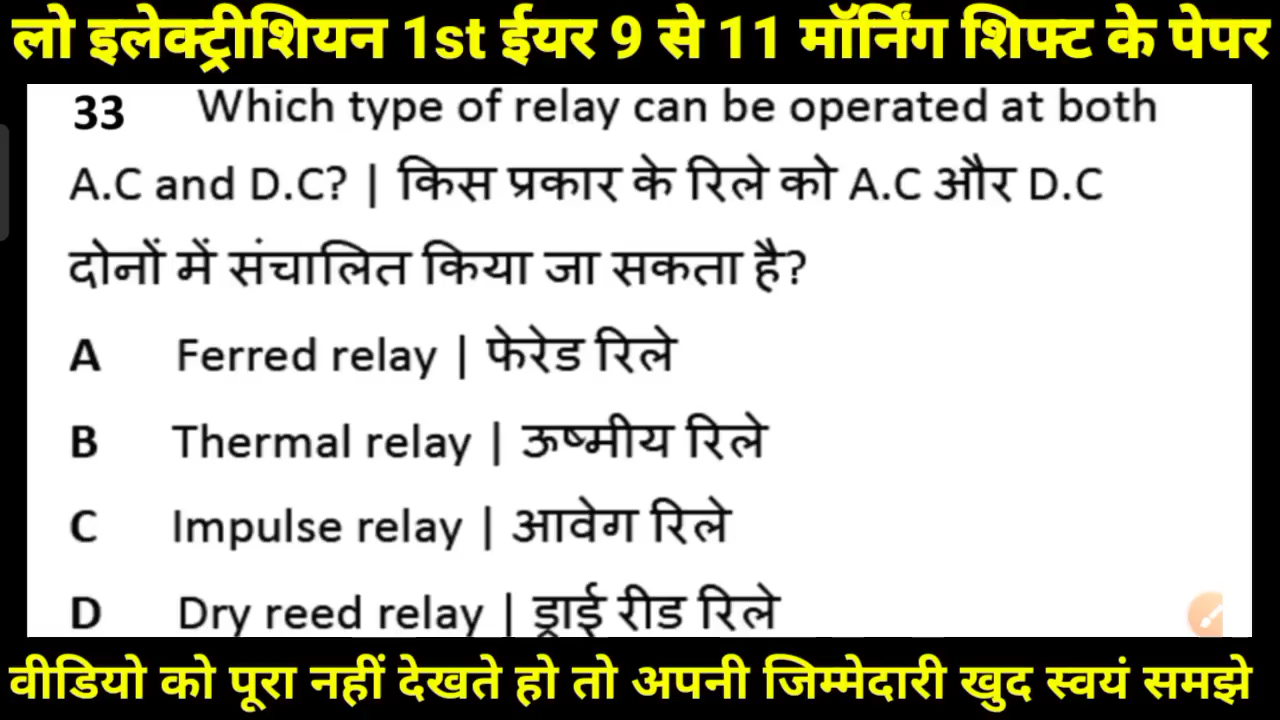 लो इलेक्ट्रीशियन 1st ईयर 9 से 11 मॉर्निंग शिफ्ट के पेपर
33 Which type of relay can be operated at both
A.C and D.C? | किस प्रकार के रिले को A.C और D.C
दोनों में संचालित किया जा सकता है?
A Ferred relay | फेरेड रिले
B Thermal relay | ऊष्मीय रिले
C Impulse relay | आवेग रिले
D Dry reed relay | ड्राई रीड रिले
वीडियो को पूरा नहीं देखते हो तो अपनी जिम्मेदारी खुद स्वयं समझे